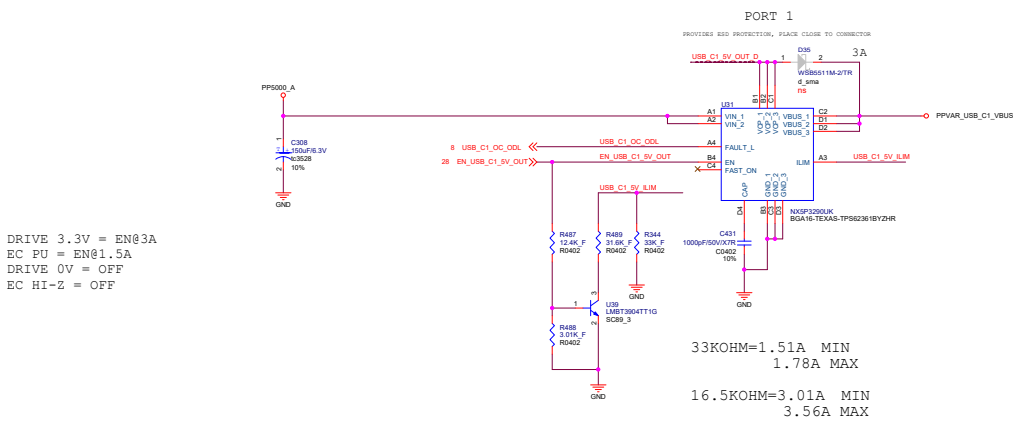 PORT 1
PROVIDES ESD PROTECTION, PLACE CLOSE TO CONNECTOR
D35
3A
USB_C1_5V_OUT_D
1
2
WSB5511M-2/TR
d_sma
ns
PP5000_A
B1
B2
C1
U31
A1
VIN_1
A2
VIN_2
VCP_1
VCP_2
VCP_3
VBUS_1
C2
VBUS_2
D1
VBUS_3
D2
PPVAR_USB_C1_VBUS
1
C308
150uF/6.3V
tc3528
10%
2
+
GND
8 USB_C1_OC_ODL
USB_C1_OC_ODL
A4
FAULT_L
28 EN_USB_C1_5V_OUT
EN_USB_C1_5V_OUT
B4
EN
C4
FAST_ON
ILIM
A3
USB_C1_5V_ILIM
CAP
GND_1
GND_2
GND_3
D4
B3
C3
D3
NX5P3290UK
BGA16-TEXAS-TPS62361BYZHR
USB_C1_5V_ILIM
R487
12.4K_F
R0402
R489
31.6K_F
R0402
R344
33K_F
R0402
C431
1000pF/50V/X7R
C0402
10%
GND
GND
DRIVE 3.3V = EN@3A
EC PU = EN@1.5A
DRIVE 0V = OFF
EC HI-Z = OFF
3
1
U39
LMBT3904TT1G
SC89_3
2
R488
3.01K_F
R0402
GND
33KOHM=1.51A MIN
1.78A MAX
16.5KOHM=3.01A MIN
3.56A MAX